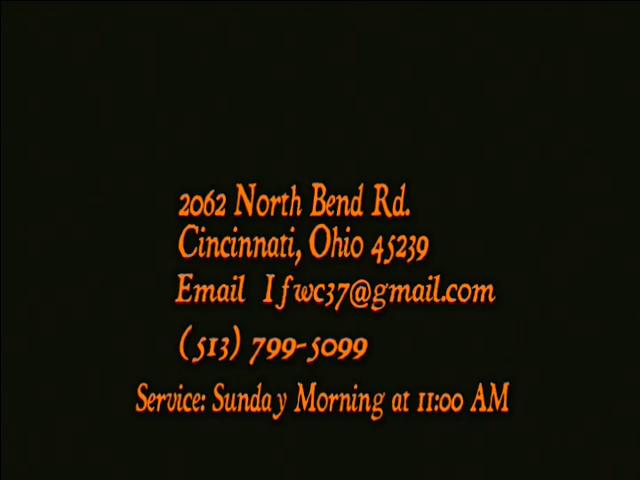 2062 North Bend Rd.
Cincinnati, Ohio 45239
Email Ifwc37@gmail.com
(513) 799-5099
Service: Sunday Morning at 11:00 AM